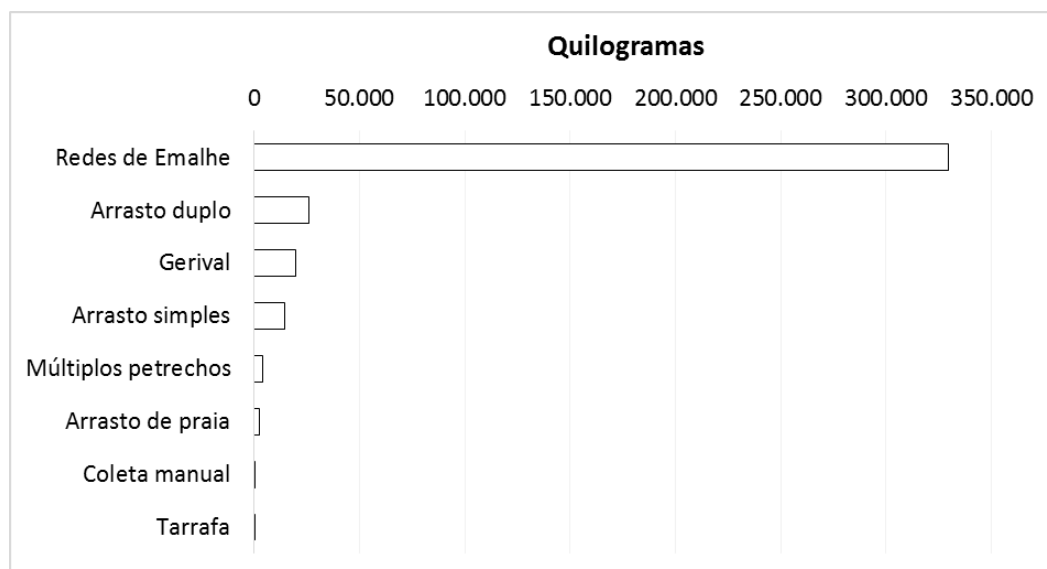 Quilogramas
0 50.000 100.000 150.000 200.000 250.000 300.000 350.000
Redes de Emalhe
Arrasto duplo
Gerival
Arrasto simples
Múltiplos petrechos
Arrasto de praia
Coleta manual
Tarrafa